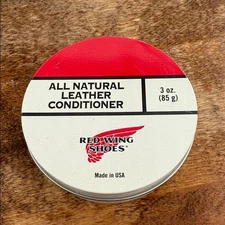 ALL NATURAL
LEATHER
CONDITIONER
3 oz.
(85 g)
RED WING
SHOES®
Made in USA